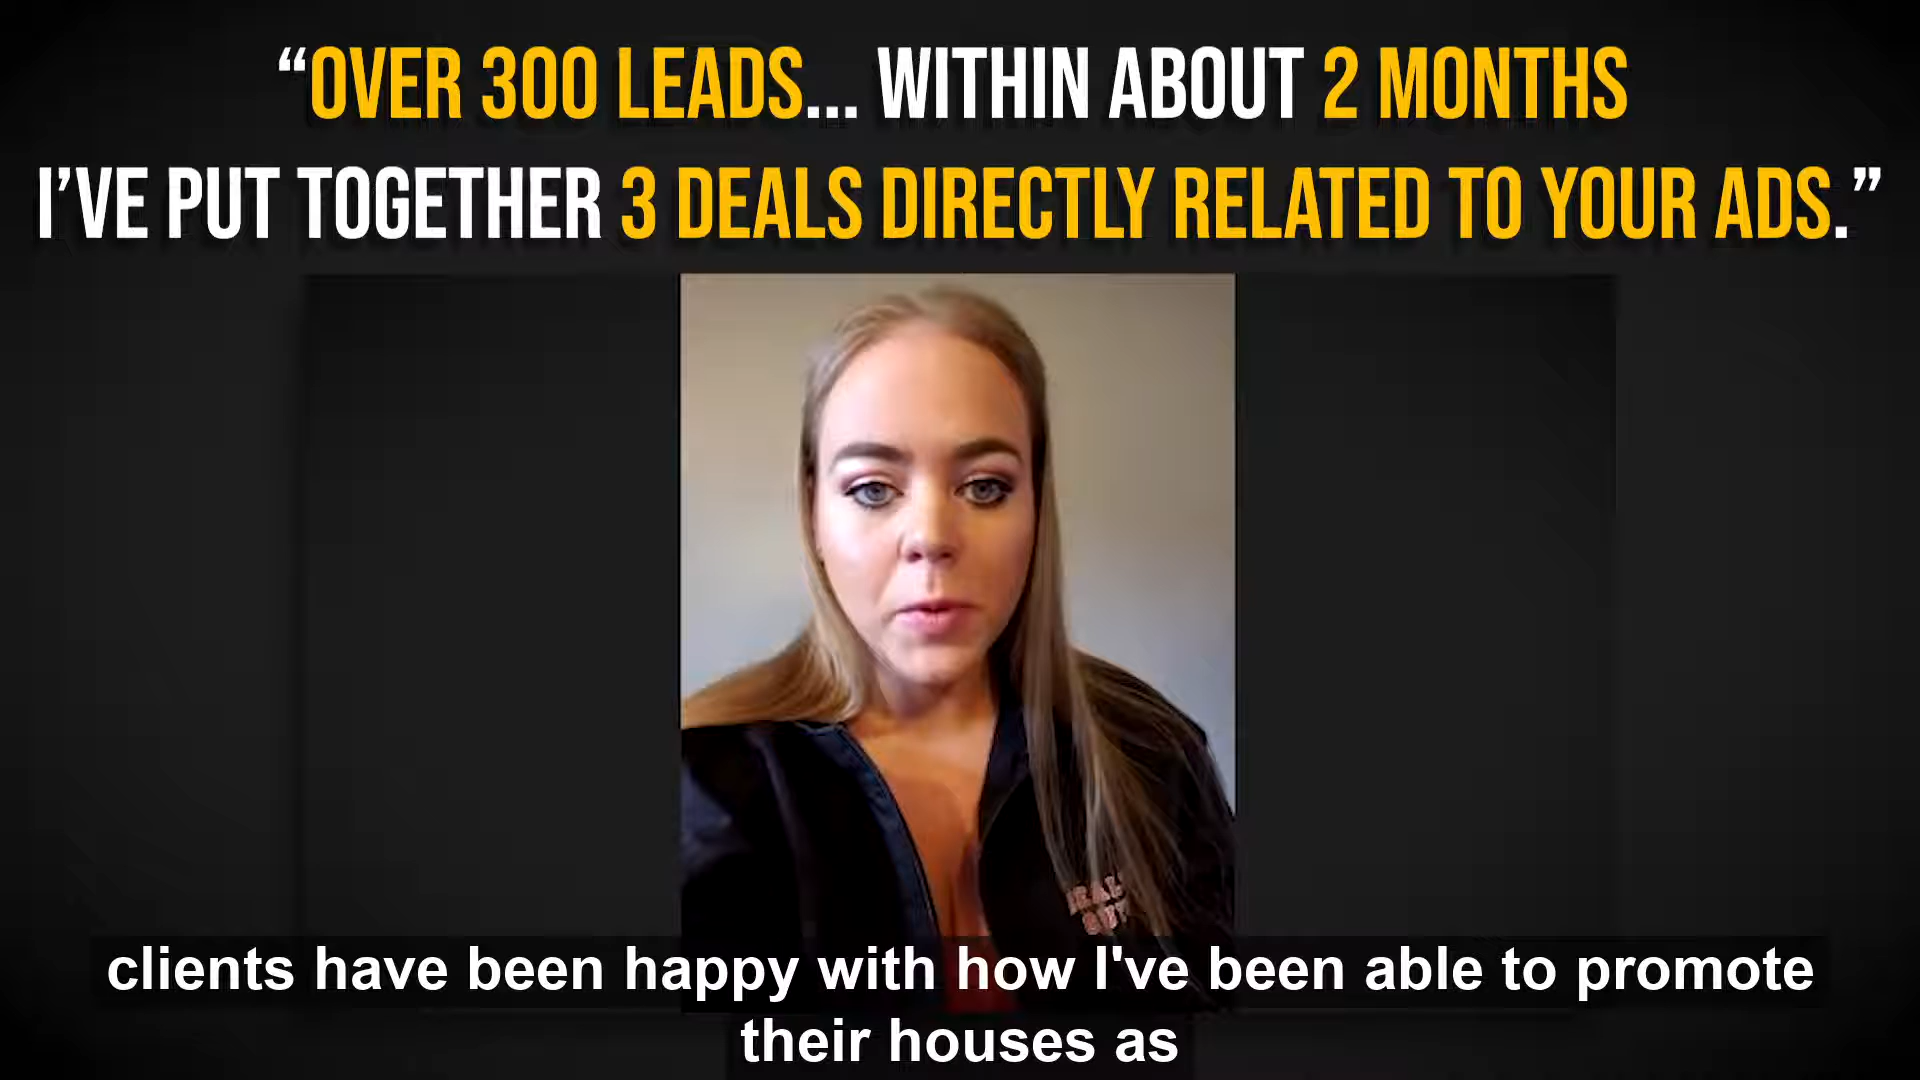 “OVER 300 LEADS... WITHIN ABOUT 2 MONTHS
I’VE PUT TOGETHER 3 DEALS DIRECTLY RELATED TO YOUR ADS.”
clients have been happy with how I've been able to promote
their houses as